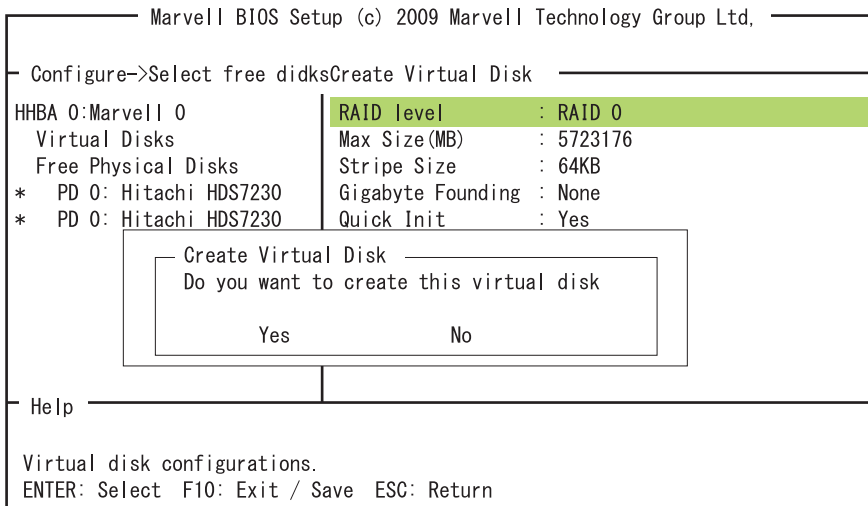 Marvell BIOS Setup (c) 2009 Marvell Technology Group Ltd,
Configure->Select free didksCreate Virtual Disk
HHBA 0:Marvell 0
Virtual Disks
Free Physical Disks
* PD 0: Hitachi HDS7230
* PD 0: Hitachi HDS7230
RAID level : RAID 0
Max Size(MB) : 5723176
Stripe Size : 64KB
Gigabyte Founding : None
Quick Init : Yes
Create Virtual Disk
Do you want to create this virtual disk
Yes No
Help
Virtual disk configurations.
ENTER: Select F10: Exit / Save ESC: Return